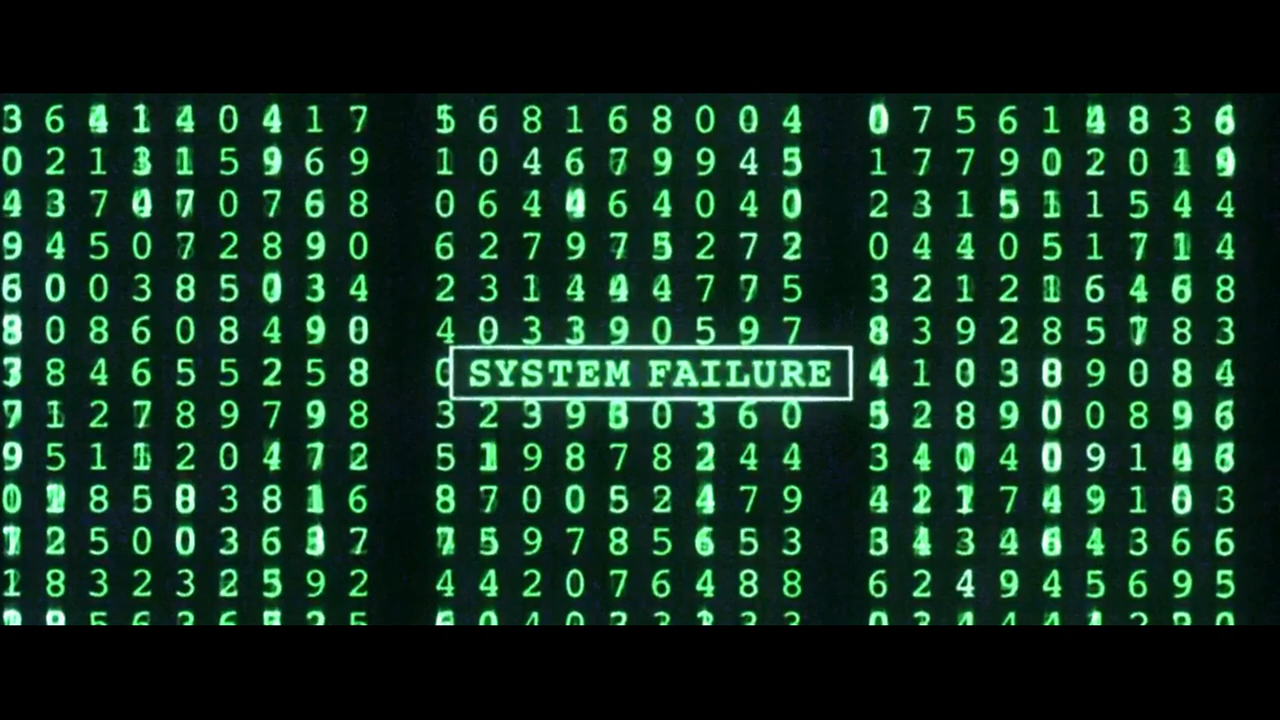 3 6 4 1 4 0 4 1 7 5 6 8 1 6 8 0 0 4 0 7 5 6 1 4 8 3 6
0 2 1 3 1 5 9 6 9 1 0 4 6 7 9 9 4 5 1 7 7 9 0 2 0 1 9
4 3 7 4 7 0 7 6 8 0 6 4 4 6 4 0 4 0 2 3 1 5 1 1 5 4 4
9 4 5 0 7 2 8 9 0 6 2 7 9 7 5 2 7 2 0 4 4 0 5 1 7 1 4
6 0 0 3 8 5 0 3 4 2 3 1 4 4 4 7 7 5 3 2 1 2 1 6 4 6 8
8 0 8 6 0 8 4 9 0 4 0 3 3 9 0 5 9 7 8 3 9 2 8 5 7 8 3
3 8 4 6 5 5 2 5 8 0 SYSTEM FAILURE 4 1 0 3 8 9 0 8 4
7 1 2 7 8 9 7 9 8 3 2 3 9 8 0 3 6 0 5 2 8 9 0 0 8 9 6
9 5 1 1 2 0 4 7 2 5 1 9 8 7 8 2 4 4 3 4 0 4 0 9 1 4 6
0 8 5 8 3 8 1 6 8 7 0 0 5 2 4 7 9 4 2 1 7 4 9 1 0 3
1 2 5 0 0 0 3 6 3 7 7 5 9 7 8 5 6 5 3 3 4 3 4 6 4 3 6 6
1 8 3 2 3 2 5 9 2 4 4 2 0 7 6 4 8 8 6 2 4 9 4 5 6 9 5